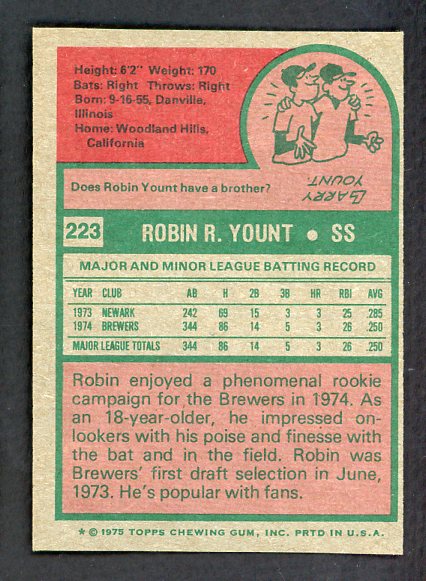 Height: 6'2" Weight: 170
Bats: Right Throws: Right
Born: 9-16-55, Danville,
Illinois
Home: Woodland Hills,
California
LARRY
YOUNT.
Does Robin Yount have a brother?
223 ROBIN R. YOUNT • SS
MAJOR AND MINOR LEAGUE BATTING RECORD
YEAR CLUB AB H 2B 3B HR RBI AVG
1973 NEWARK 242 69 15 3 3 25 .285
1974 BREWERS 344 86 14 5 3 26 .250
MAJOR LEAGUE TOTALS 344 86 14 5 3 26 .250
Robin enjoyed a phenomenal rookie
campaign for the Brewers in 1974. As
an 18-year-older, he impressed on-
lookers with his poise and finesse with
the bat and in the field. Robin was
Brewers' first draft selection in June,
1973. He's popular with fans.
* © 1975 TOPPS CHEWING GUM, INC. PRTD IN U.S.A.